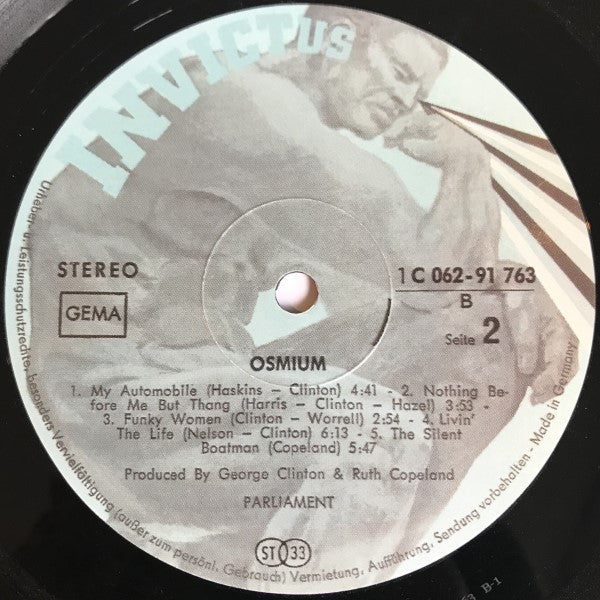 INVICTUS
STEREO
GEMA
1 C 062-91 763
B
Seite 2
OSMIUM
1. My Automobile (Haskins – Clinton) 4:41 - 2. Nothing Be-
fore Me But Thang (Harris – Clinton – Hazel) 3:53 -
3. Funky Women (Clinton – Worrell) 2:54 - 4. Livin'
The Life (Nelson – Clinton) 6:13 - 5. The Silent
Boatman (Copeland) 5:47
Produced By George Clinton & Ruth Copeland
PARLIAMENT
ST 33
Urheber- u. Leistungsschutzrechte, besonders Vervielfältigung (außer zum persönl. Gebrauch) Vermietung, Aufführung, Sendung vorbehalten - Made in Germany
B-1